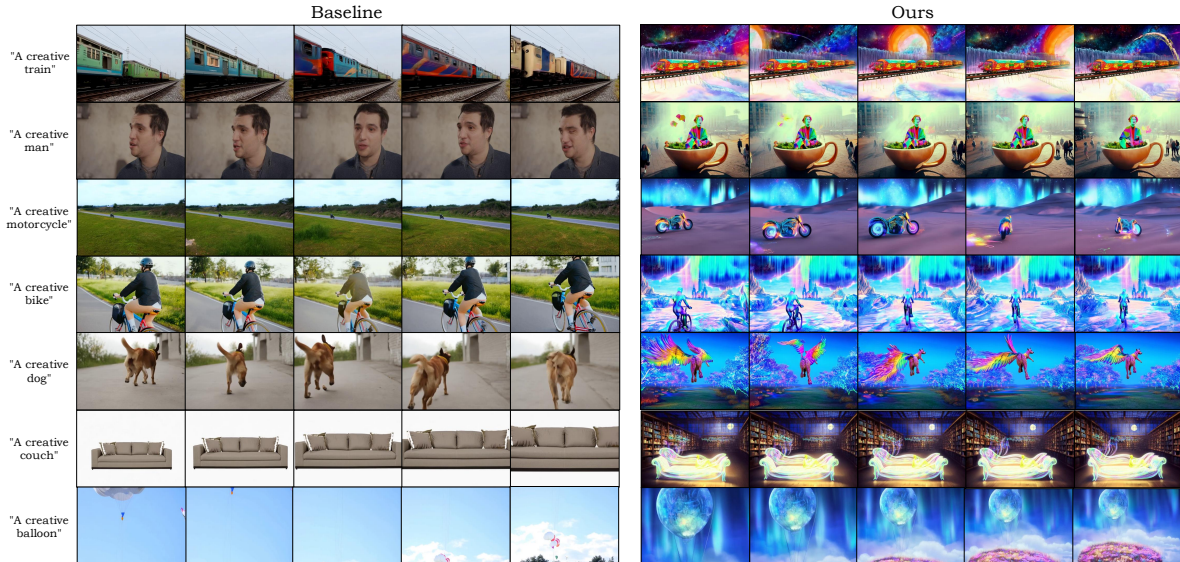 Baseline
Ours
"A creative
train"
"A creative
man"
"A creative
motorcycle"
"A creative
bike"
"A creative
dog"
"A creative
couch"
"A creative
balloon"